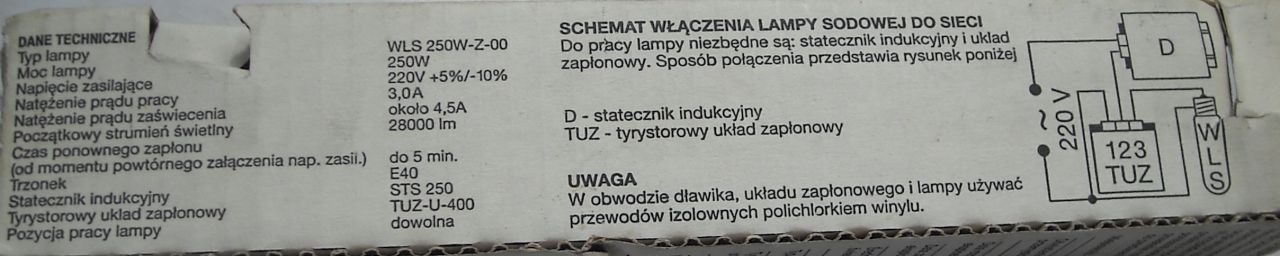 DANE TECHNICZNE
Typ lampy WLS 250W-Z-00
Moc lampy 250W
Napięcie zasilające 220V +5%/-10%
Natężenie prądu pracy 3,0A
Natężenie prądu zaświecenia około 4,5A
Początkowy strumień świetlny 28000 lm
Czas ponownego zapłonu
(od momentu powtórnego załączenia nap. zasil.) do 5 min.
Trzonek E40
Statecznik indukcyjny STS 250
Tyrystorowy układ zapłonowy TUZ-U-400
Pozycja pracy lampy dowolna
SCHEMAT WŁĄCZENIA LAMPY SODOWEJ DO SIECI
Do pracy lampy niezbędne są: statecznik indukcyjny i układ
zapłonowy. Sposób połączenia przedstawia rysunek poniżej
D - statecznik indukcyjny
TUZ - tyrystorowy układ zapłonowy
UWAGA
W obwodzie dławika, układu zapłonowego i lampy używać
przewodów izolownych polichlorkiem winylu.
D
~ 220 V
123
TUZ
WLS